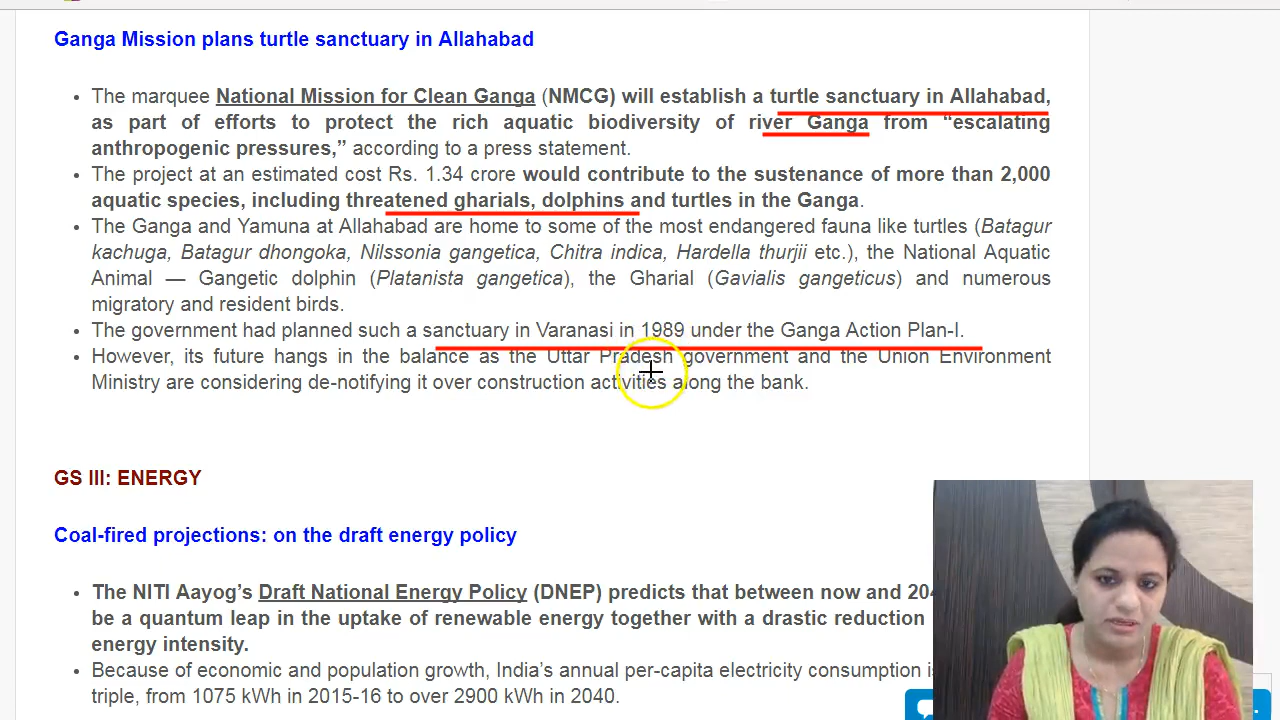 Ganga Mission plans turtle sanctuary in Allahabad
• The marquee National Mission for Clean Ganga (NMCG) will establish a turtle sanctuary in Allahabad,
as part of efforts to protect the rich aquatic biodiversity of river Ganga from “escalating
anthropogenic pressures,” according to a press statement.
• The project at an estimated cost Rs. 1.34 crore would contribute to the sustenance of more than 2,000
aquatic species, including threatened gharials, dolphins and turtles in the Ganga.
• The Ganga and Yamuna at Allahabad are home to some of the most endangered fauna like turtles (Batagur
kachuga, Batagur dhongoka, Nilssonia gangetica, Chitra indica, Hardella thurjii etc.), the National Aquatic
Animal — Gangetic dolphin (Platanista gangetica), the Gharial (Gavialis gangeticus) and numerous
migratory and resident birds.
• The government had planned such a sanctuary in Varanasi in 1989 under the Ganga Action Plan-I.
• However, its future hangs in the balance as the Uttar Pradesh government and the Union Environment
Ministry are considering de-notifying it over construction activities along the bank.
GS III: ENERGY
Coal-fired projections: on the draft energy policy
• The NITI Aayog’s Draft National Energy Policy (DNEP) predicts that between now and
be a quantum leap in the uptake of renewable energy together with a drastic reduction
energy intensity.
• Because of economic and population growth, India’s annual per-capita electricity consumption
triple, from 1075 kWh in 2015-16 to over 2900 kWh in 2040.